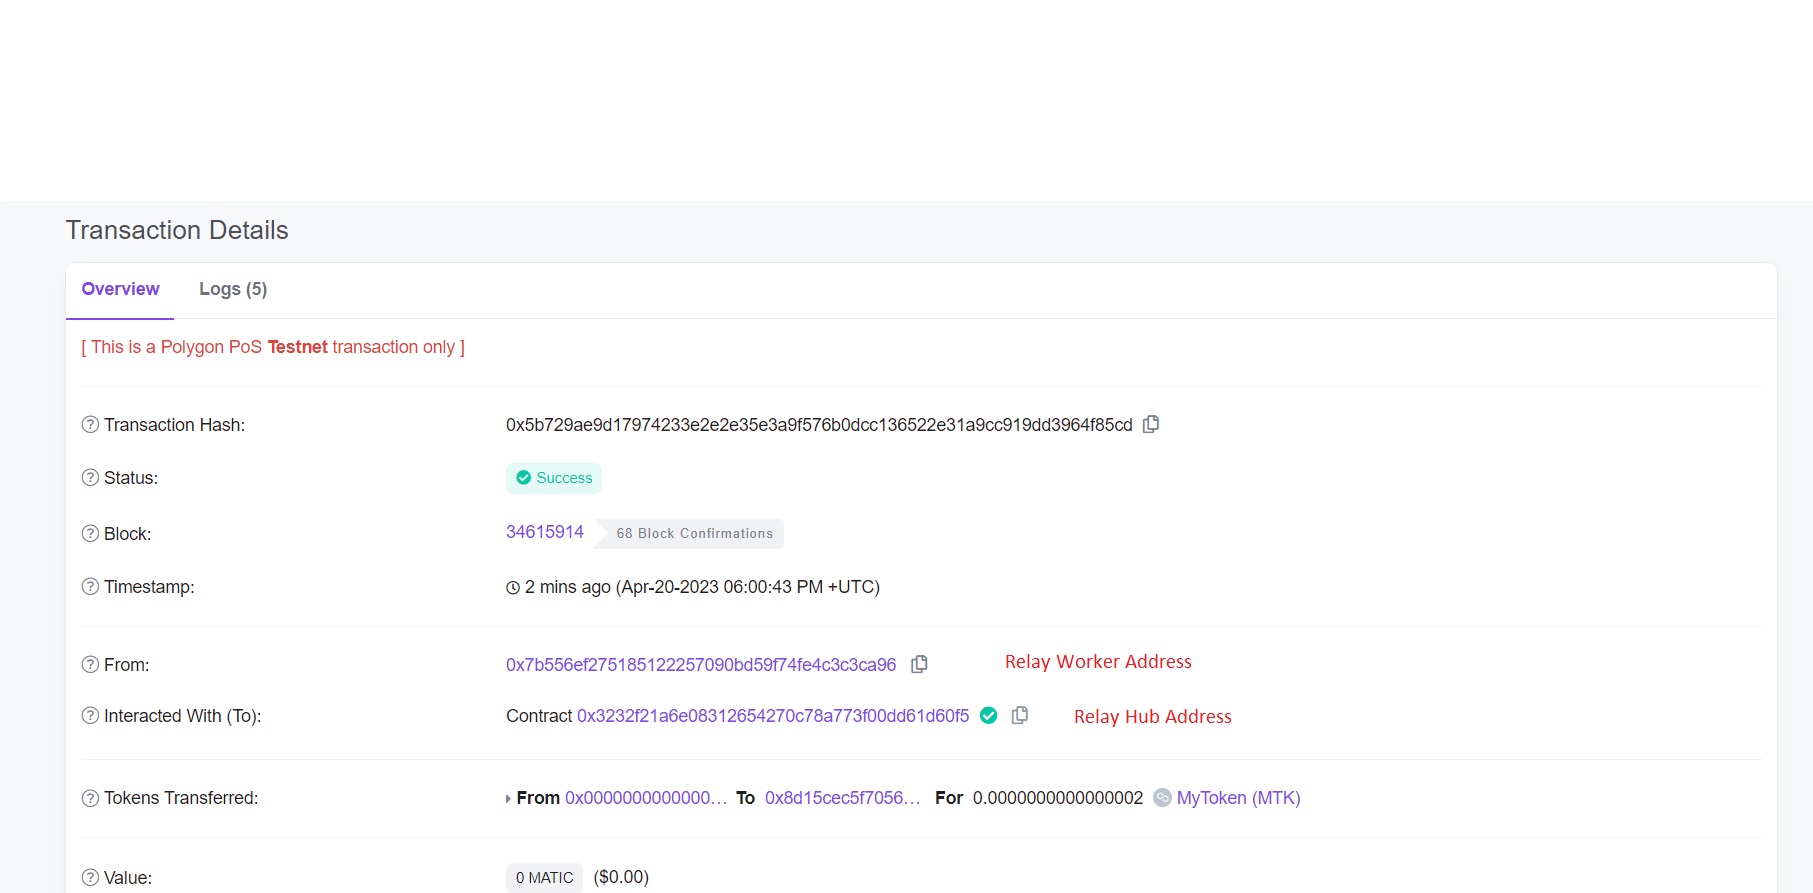 Transaction Details
Overview Logs (5)
[ This is a Polygon PoS Testnet transaction only ]
Transaction Hash: 0x5b729ae9d17974233e2e2e35e3a9f576b0dcc136522e31a9cc919dd3964f85cd
Status: Success
Block: 34615914 68 Block Confirmations
Timestamp: 2 mins ago (Apr-20-2023 06:00:43 PM +UTC)
From: 0x7b556ef275185122257090bd59f74fe4c3c3ca96 Relay Worker Address
Interacted With (To): Contract 0x3232f21a6e08312654270c78a773f00dd61d60f5 Relay Hub Address
Tokens Transferred: From 0x0000000000000… To 0x8d15cec5f7056… For 0.0000000000000002 MyToken (MTK)
Value: 0 MATIC ($0.00)